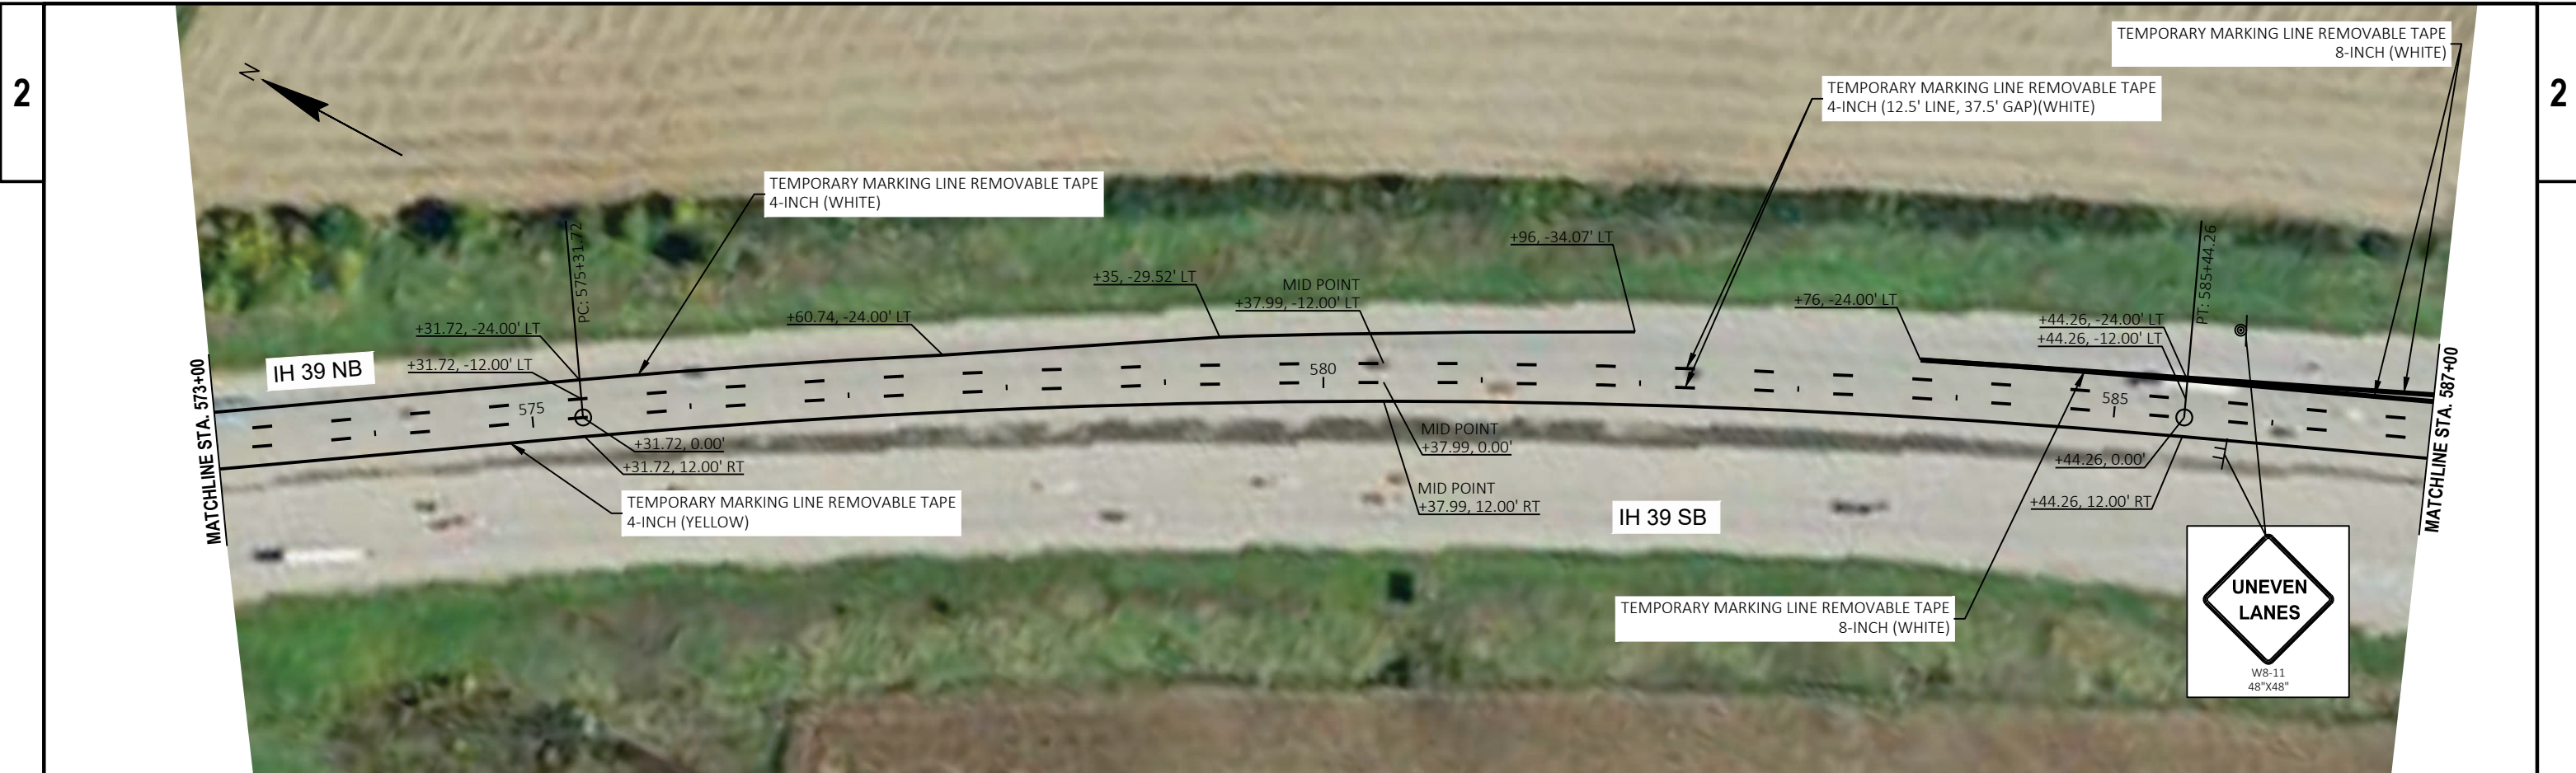 2
2
N
TEMPORARY MARKING LINE REMOVABLE TAPE
8-INCH (WHITE)
TEMPORARY MARKING LINE REMOVABLE TAPE
4-INCH (12.5' LINE, 37.5' GAP)(WHITE)
TEMPORARY MARKING LINE REMOVABLE TAPE
4-INCH (WHITE)
PC: 575+31.72
+96, -34.07' LT
PT: 585+44.26
+35, -29.52' LT
MID POINT
+37.99, -12.00' LT
+76, -24.00' LT
+60.74, -24.00' LT
+31.72, -24.00' LT
+31.72, -12.00' LT
+44.26, -24.00' LT
+44.26, -12.00' LT
MATCHLINE STA. 573+00
IH 39 NB
575
580
585
MATCHLINE STA. 587+00
+31.72, 0.00'
+31.72, 12.00' RT
MID POINT
+37.99, 0.00'
+44.26, 0.00'
MID POINT
+37.99, 12.00' RT
+44.26, 12.00' RT
TEMPORARY MARKING LINE REMOVABLE TAPE
4-INCH (YELLOW)
IH 39 SB
TEMPORARY MARKING LINE REMOVABLE TAPE
8-INCH (WHITE)
UNEVEN
LANES
W8-11
48"X48"